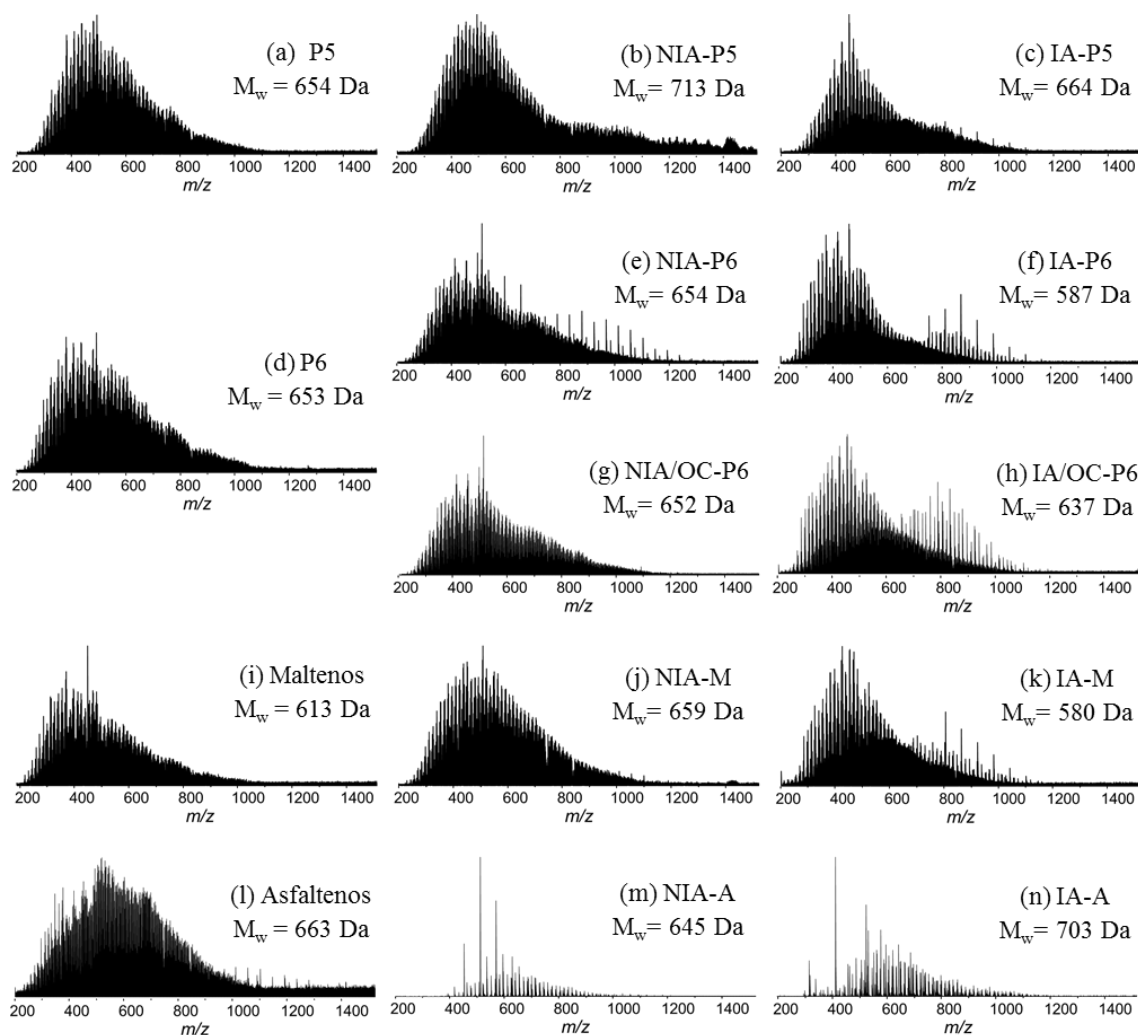 (a) P5
Mw = 654 Da
200 400 600 800 1000 1200 1400
m/z
(b) NIA-P5
Mw = 713 Da
200 400 600 800 1000 1200 1400
m/z
(c) IA-P5
Mw = 664 Da
200 400 600 800 1000 1200 1400
m/z
(d) P6
Mw = 653 Da
200 400 600 800 1000 1200 1400
m/z
(e) NIA-P6
Mw= 654 Da
200 400 600 800 1000 1200 1400
m/z
(f) IA-P6
Mw= 587 Da
200 400 600 800 1000 1200 1400
m/z
(g) NIA/OC-P6
Mw= 652 Da
200 400 600 800 1000 1200 1400
m/z
(h) IA/OC-P6
Mw= 637 Da
200 400 600 800 1000 1200 1400
m/z
(i) Maltenos
Mw = 613 Da
200 400 600 800 1000 1200 1400
m/z
(j) NIA-M
Mw = 659 Da
200 400 600 800 1000 1200 1400
m/z
(k) IA-M
Mw = 580 Da
200 400 600 800 1000 1200 1400
m/z
(l) Asfaltenos
Mw = 663 Da
200 400 600 800 1000 1200 1400
m/z
(m) NIA-A
Mw = 645 Da
200 400 600 800 1000 1200 1400
m/z
(n) IA-A
Mw = 703 Da
200 400 600 800 1000 1200 1400
m/z